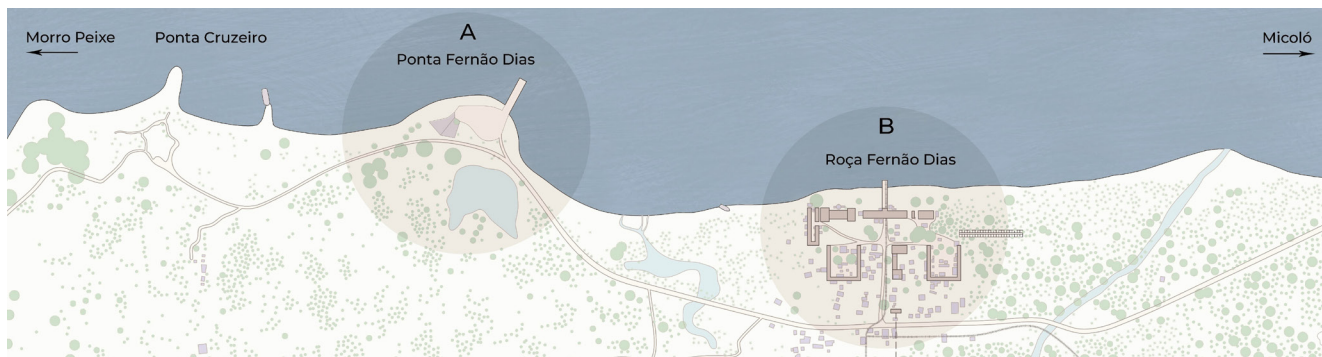 Morro Peixe
Ponta Cruzeiro
A
Ponta Fernão Dias
B
Roça Fernão Dias
Micoló